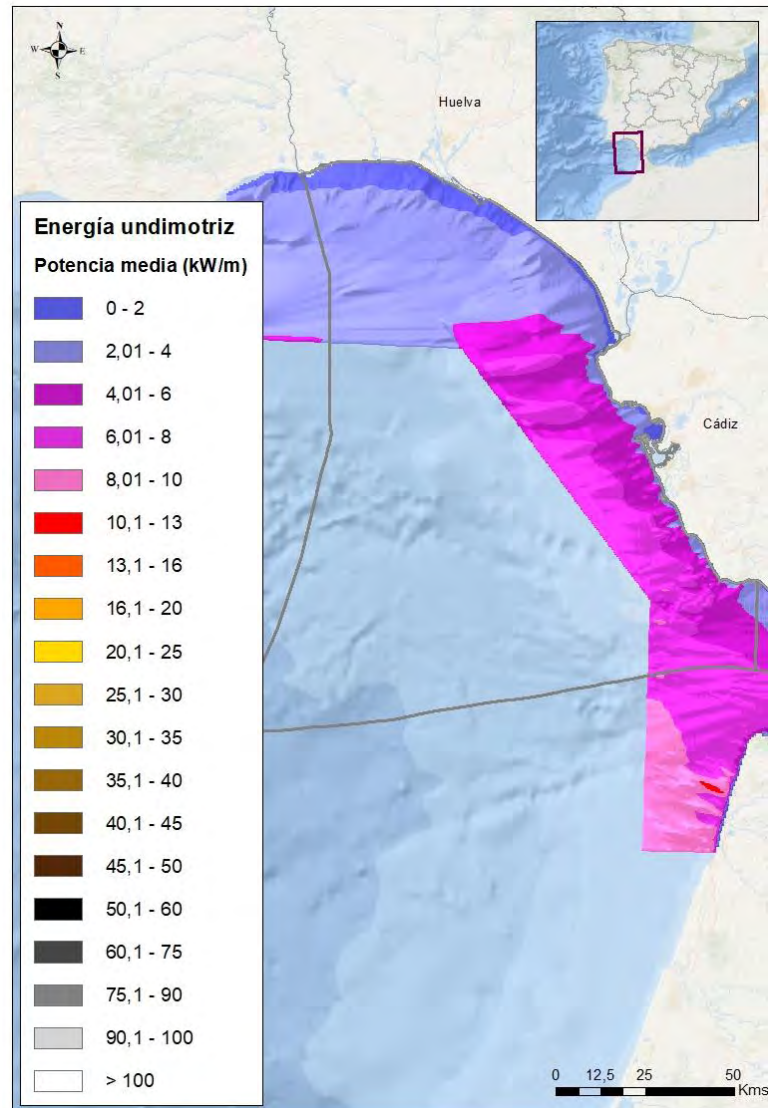 N
W E
S
Huelva
Energía undimotriz
Potencia media (kW/m)
0 - 2
2,01 - 4
4,01 - 6
6,01 - 8
8,01 - 10
10,1 - 13
13,1 - 16
16,1 - 20
20,1 - 25
25,1 - 30
30,1 - 35
35,1 - 40
40,1 - 45
45,1 - 50
50,1 - 60
60,1 - 75
75,1 - 90
90,1 - 100
> 100
Cádiz
0 12,5 25 50
Kms